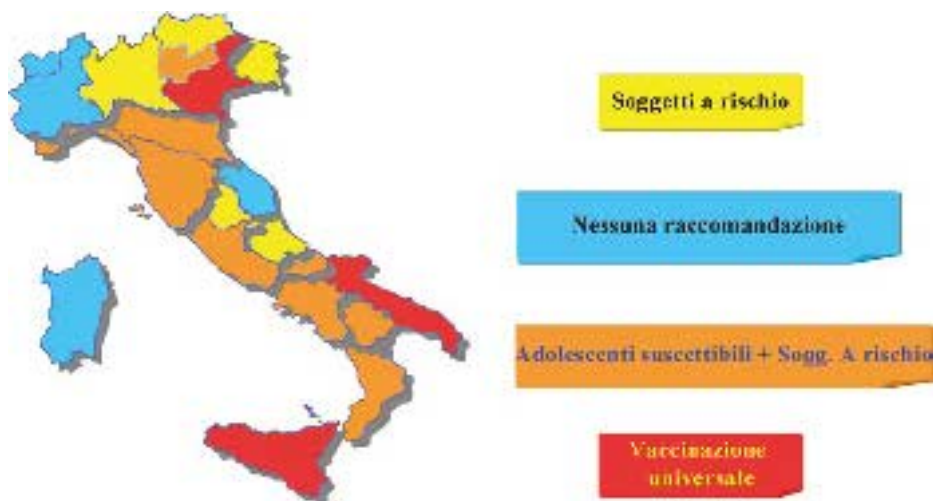 Soggetti a rischio
Nessuna raccomandazione
Adolescenti suscettibili + Sogg. A rischio
Vaccinazione
universale